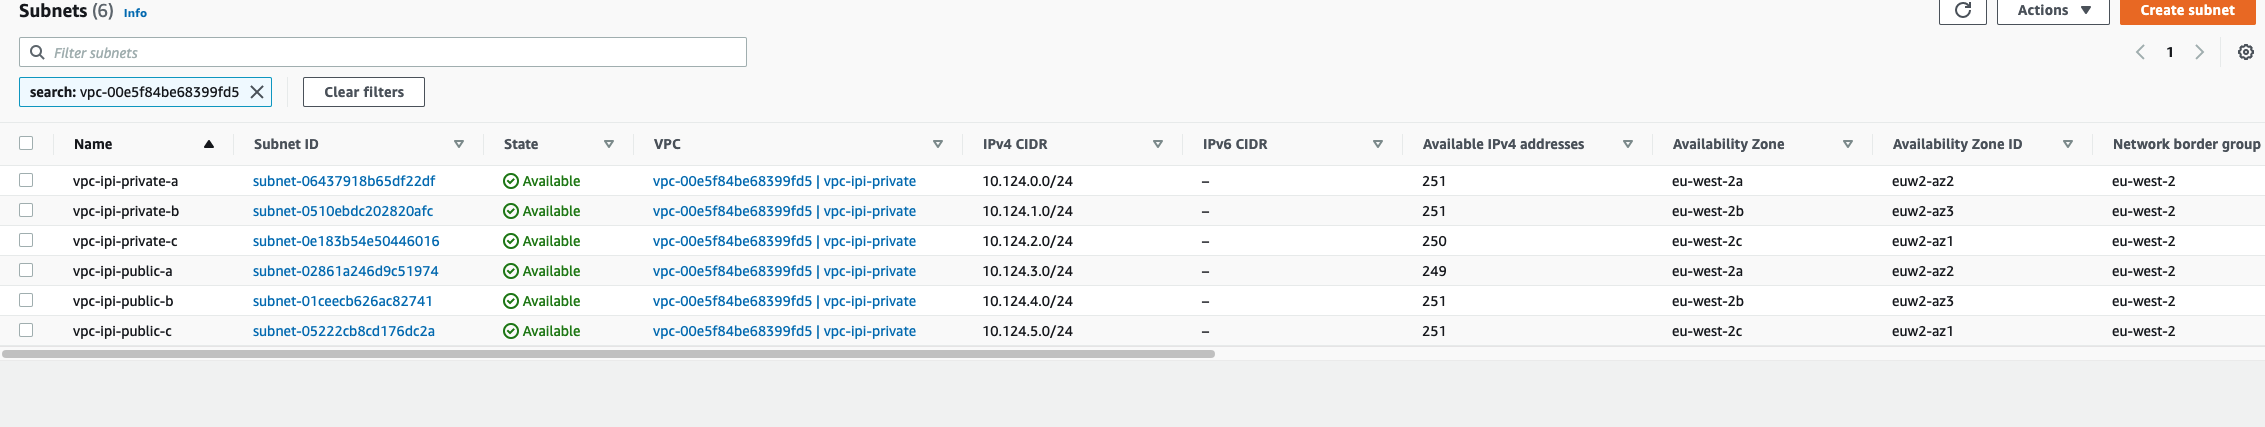 Subnets (6) Info
Actions ▼ Create subnet
Filter subnets
1
search: vpc-00e5f84be68399fd5
Clear filters
Name Subnet ID State VPC IPv4 CIDR IPv6 CIDR Available IPv4 addresses Availability Zone Availability Zone ID Network border group
vpc-ipi-private-a subnet-06437918b65df22df Available vpc-00e5f84be68399fd5 | vpc-ipi-private 10.124.0.0/24 – 251 eu-west-2a euw2-az2 eu-west-2
vpc-ipi-private-b subnet-0510ebdc202820afc Available vpc-00e5f84be68399fd5 | vpc-ipi-private 10.124.1.0/24 – 251 eu-west-2b euw2-az3 eu-west-2
vpc-ipi-private-c subnet-0e183b54e50446016 Available vpc-00e5f84be68399fd5 | vpc-ipi-private 10.124.2.0/24 – 250 eu-west-2c euw2-az1 eu-west-2
vpc-ipi-public-a subnet-02861a246d9c51974 Available vpc-00e5f84be68399fd5 | vpc-ipi-private 10.124.3.0/24 – 249 eu-west-2a euw2-az2 eu-west-2
vpc-ipi-public-b subnet-01ceecb626ac82741 Available vpc-00e5f84be68399fd5 | vpc-ipi-private 10.124.4.0/24 – 251 eu-west-2b euw2-az3 eu-west-2
vpc-ipi-public-c subnet-05222cb8cd176dc2a Available vpc-00e5f84be68399fd5 | vpc-ipi-private 10.124.5.0/24 – 251 eu-west-2c euw2-az1 eu-west-2